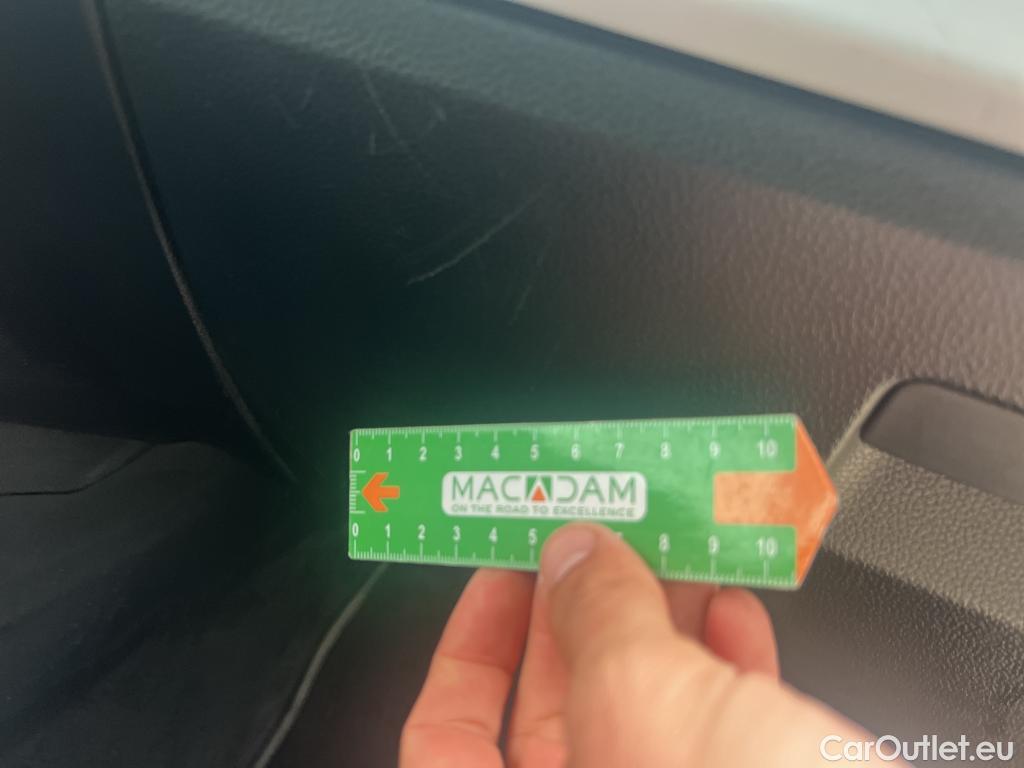 0 1 2 3 4 5 6 7 8 9 10
MACADAM
ON THE ROAD TO EXCELLENCE
0 1 2 3 4 5 8 9 10
CarOutlet.eu